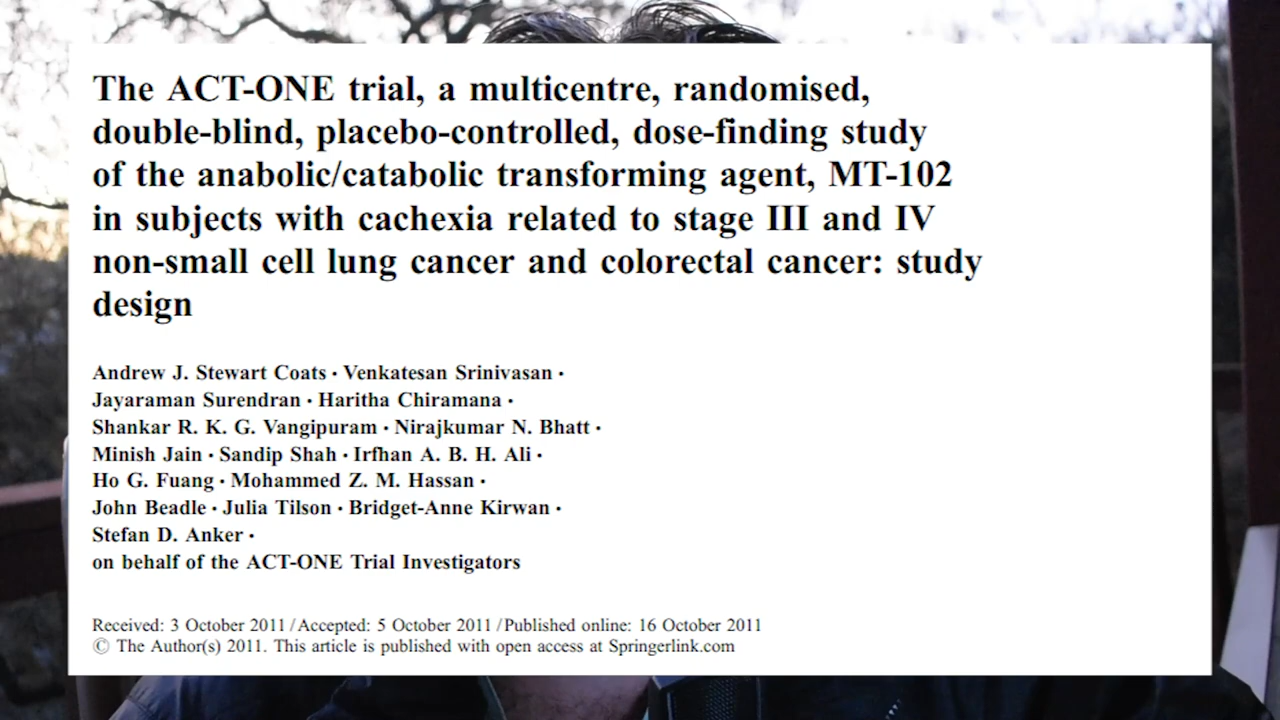 The ACT-ONE trial, a multicentre, randomised,
double-blind, placebo-controlled, dose-finding study
of the anabolic/catabolic transforming agent, MT-102
in subjects with cachexia related to stage III and IV
non-small cell lung cancer and colorectal cancer: study
design
Andrew J. Stewart Coats · Venkatesan Srinivasan ·
Jayaraman Surendran · Haritha Chiramana ·
Shankar R. K. G. Vangipuram · Nirajkumar N. Bhatt ·
Minish Jain · Sandip Shah · Irfhan A. B. H. Ali ·
Ho G. Fuang · Mohammed Z. M. Hassan ·
John Beadle · Julia Tilson · Bridget-Anne Kirwan ·
Stefan D. Anker ·
on behalf of the ACT-ONE Trial Investigators
Received: 3 October 2011 / Accepted: 5 October 2011 / Published online: 16 October 2011
© The Author(s) 2011. This article is published with open access at Springerlink.com